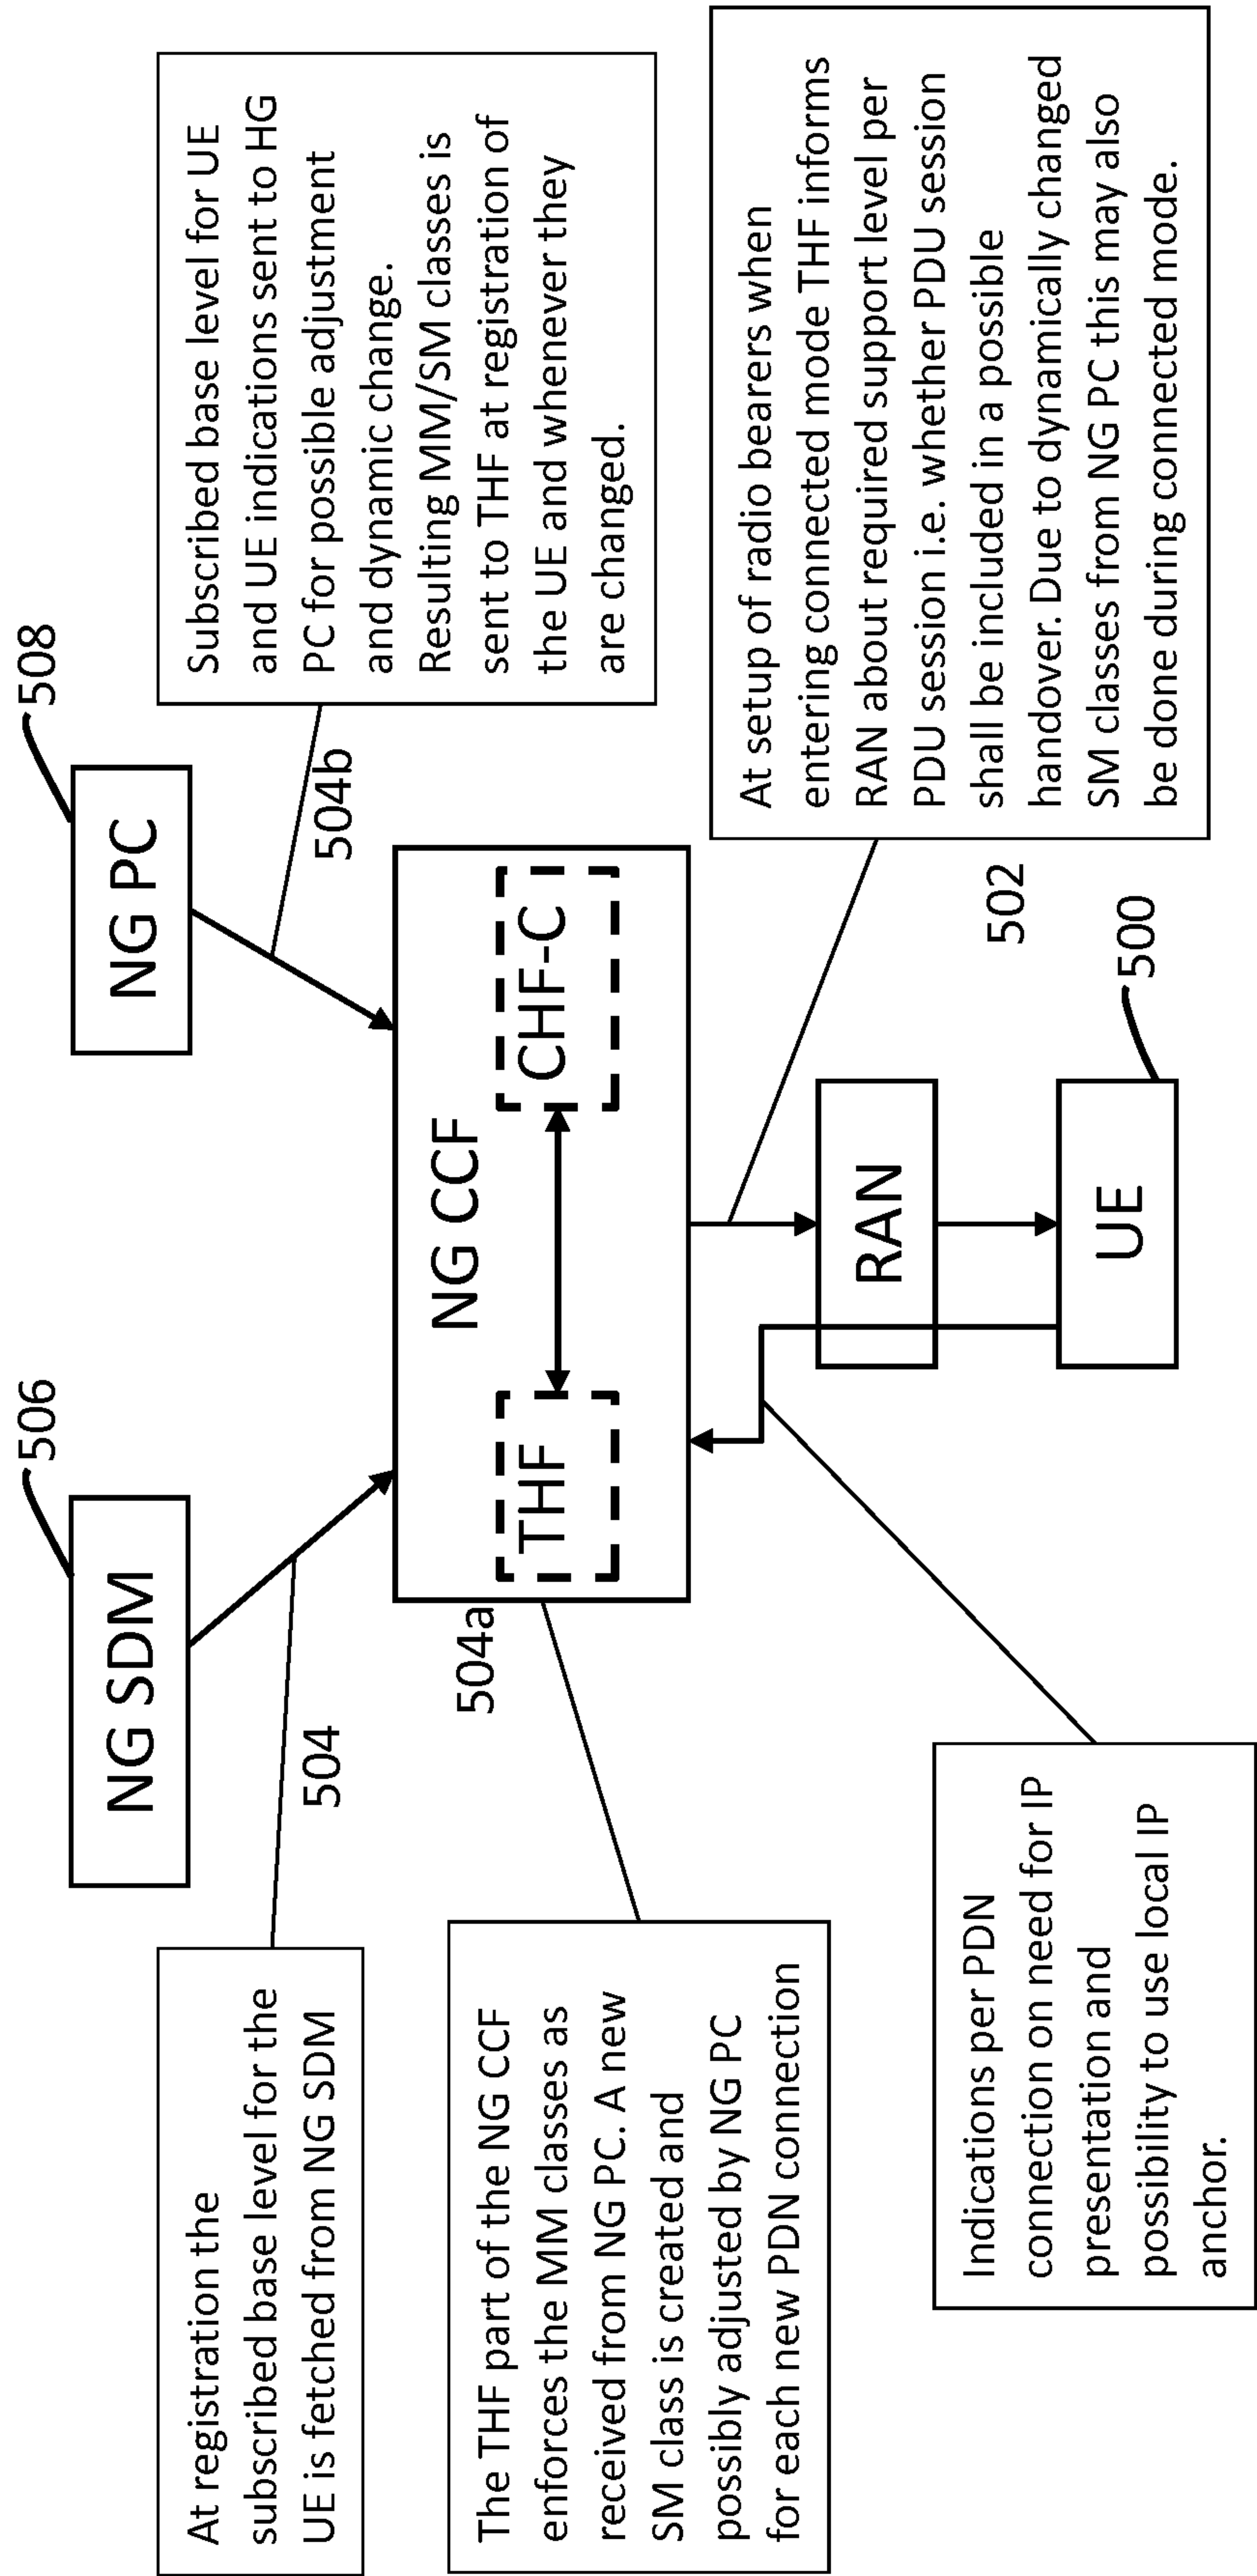 506
508
NG SDM
NG PC
At registration the
subscribed base level for the
UE is fetched from NG SDM
504
504b
Subscribed base level for UE
and UE indications sent to HG
PC for possible adjustment
and dynamic change.
Resulting MM/SM classes is
sent to THF at registration of
the UE and whenever they
are changed.
504a
NG CCF
THF
CHF-C
The THF part of the NG CCF
enforces the MM classes as
received from NG PC. A new
SM class is created and
possibly adjusted by NG PC
for each new PDN connection
At setup of radio bearers when
entering connected mode THF informs
RAN about required support level per
PDU session i.e. whether PDU session
shall be included in a possible
handover. Due to dynamically changed
SM classes from NG PC this may also
be done during connected mode.
RAN
502
Indications per PDN
connection on need for IP
presentation and
possibility to use local IP
anchor.
UE
500